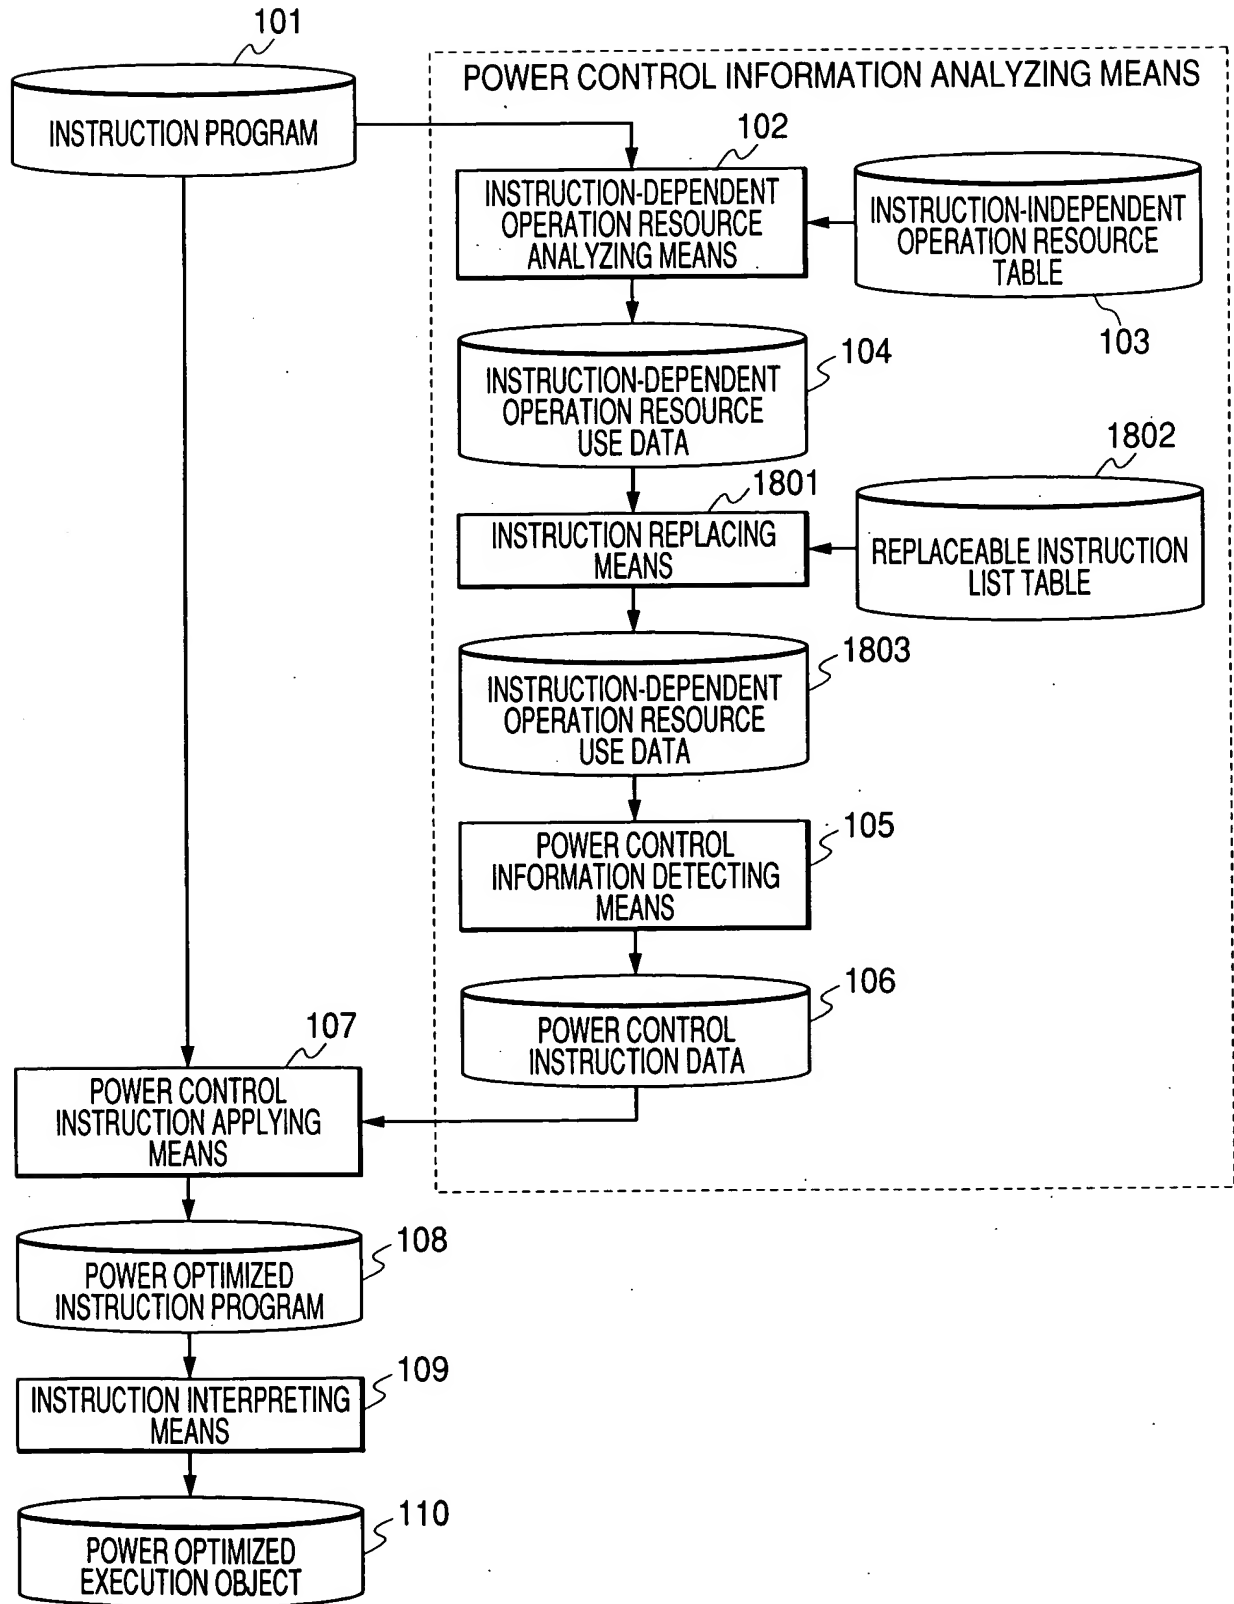 101
INSTRUCTION PROGRAM
POWER CONTROL INFORMATION ANALYZING MEANS
102
INSTRUCTION-DEPENDENT
OPERATION RESOURCE
ANALYZING MEANS
INSTRUCTION-INDEPENDENT
OPERATION RESOURCE
TABLE
103
104
INSTRUCTION-DEPENDENT
OPERATION RESOURCE
USE DATA
1801
INSTRUCTION REPLACING
MEANS
1802
REPLACEABLE INSTRUCTION
LIST TABLE
1803
INSTRUCTION-DEPENDENT
OPERATION RESOURCE
USE DATA
105
POWER CONTROL
INFORMATION DETECTING
MEANS
106
POWER CONTROL
INSTRUCTION DATA
107
POWER CONTROL
INSTRUCTION APPLYING
MEANS
108
POWER OPTIMIZED
INSTRUCTION PROGRAM
109
INSTRUCTION INTERPRETING
MEANS
110
POWER OPTIMIZED
EXECUTION OBJECT